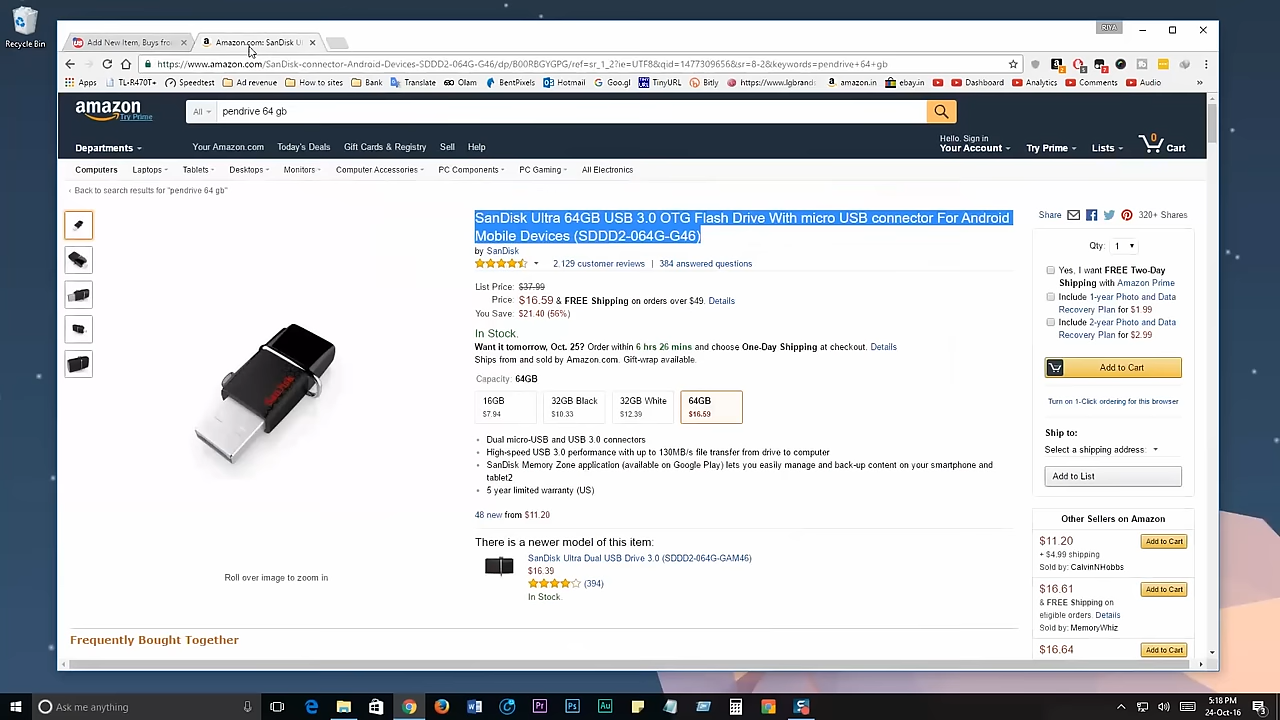 Recycle Bin
Add New Item, Buys from
Amazon.com: SanDisk U
RIYA
https://www.amazon.com/SanDisk-connector-Android-Devices-SDDD2-064G-G46/dp/B00RBGYGPG/ref=sr_1_2?ie=UTF8&qid=1477309656&sr=8-2&keywords=pendrive+64+gb
Apps TL-R470T+ Speedtest Ad revenue How to sites Bank Translate Olam BentPixels Hotmail Goo.gl TinyURL Bitly https://www.lgbrand: amazon.in ebay.in Dashboard Analytics Comments Audio »
amazon
Try Prime
All pendrive 64 gb
Departments Your Amazon.com Today's Deals Gift Cards & Registry Sell Help
Hello. Sign in
Your Account Try Prime Lists 0 Cart
Computers Laptops Tablets Desktops Monitors Computer Accessories PC Components PC Gaming All Electronics
‹ Back to search results for "pendrive 64 gb"
SanDisk Ultra 64GB USB 3.0 OTG Flash Drive With micro USB connector For Android
Mobile Devices (SDDD2-064G-G46)
by SanDisk
2,129 customer reviews | 384 answered questions
List Price: $37.99
Price: $16.59 & FREE Shipping on orders over $49. Details
You Save: $21.40 (56%)
In Stock.
Want it tomorrow, Oct. 25? Order within 6 hrs 26 mins and choose One-Day Shipping at checkout. Details
Ships from and sold by Amazon.com. Gift-wrap available.
Capacity: 64GB
16GB
$7.94
32GB Black
$10.33
32GB White
$12.39
64GB
$16.59
• Dual micro-USB and USB 3.0 connectors
• High-speed USB 3.0 performance with up to 130MB/s file transfer from drive to computer
• SanDisk Memory Zone application (available on Google Play) lets you easily manage and back-up content on your smartphone and
tablet2
• 5 year limited warranty (US)
48 new from $11.20
There is a newer model of this item:
SanDisk Ultra Dual USB Drive 3.0 (SDDD2-064G-GAM46)
$16.39
(394)
In Stock.
SanDisk
Roll over image to zoom in
Frequently Bought Together
Share 320+ Shares
Qty: 1
Yes, I want FREE Two-Day
Shipping with Amazon Prime
Include 1-year Photo and Data
Recovery Plan for $1.99
Include 2-year Photo and Data
Recovery Plan for $2.99
Add to Cart
Turn on 1-Click ordering for this browser
Ship to:
Select a shipping address:
Add to List
Other Sellers on Amazon
$11.20 Add to Cart
+ $4.99 shipping
Sold by: CalvinNHobbs
$16.61 Add to Cart
& FREE Shipping on
eligible orders. Details
Sold by: MemoryWhiz
$16.64 Add to Cart
Ask me anything
5:18 PM
24-Oct-16